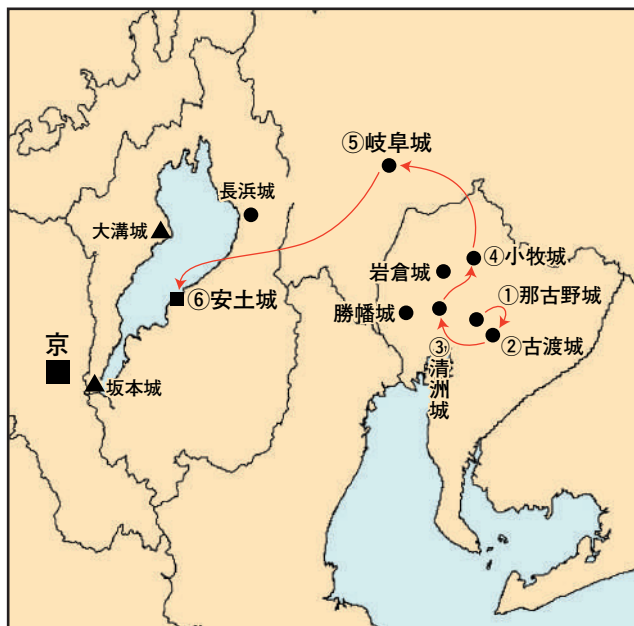 ⑤岐阜城
長浜城
大溝城
④小牧城
岩倉城
①那古野城
⑥安土城
勝幡城
②古渡城
京
③清洲城
坂本城